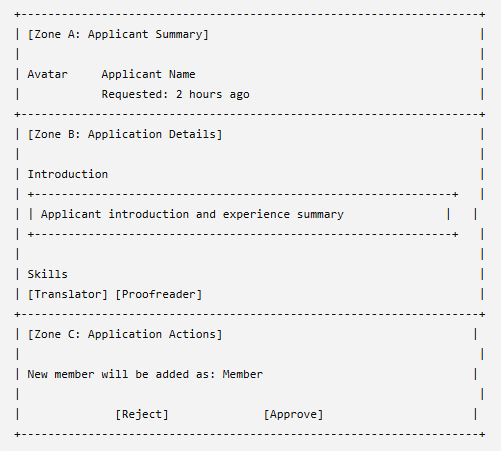 +--------------------------------------------------------------------+
| [Zone A: Applicant Summary]                                        |
|                                                                    |
| Avatar     Applicant Name                                          |
|            Requested: 2 hours ago                                  |
+--------------------------------------------------------------------+
| [Zone B: Application Details]                                      |
|                                                                    |
| Introduction                                                       |
| +--------------------------------------------------------------+   |
| | Applicant introduction and experience summary               |   |
| +--------------------------------------------------------------+   |
|                                                                    |
| Skills                                                             |
| [Translator] [Proofreader]                                         |
+--------------------------------------------------------------------+
| [Zone C: Application Actions]                                     |
|                                                                    |
| New member will be added as: Member                               |
|                                                                    |
|              [Reject]              [Approve]                      |
+--------------------------------------------------------------------+